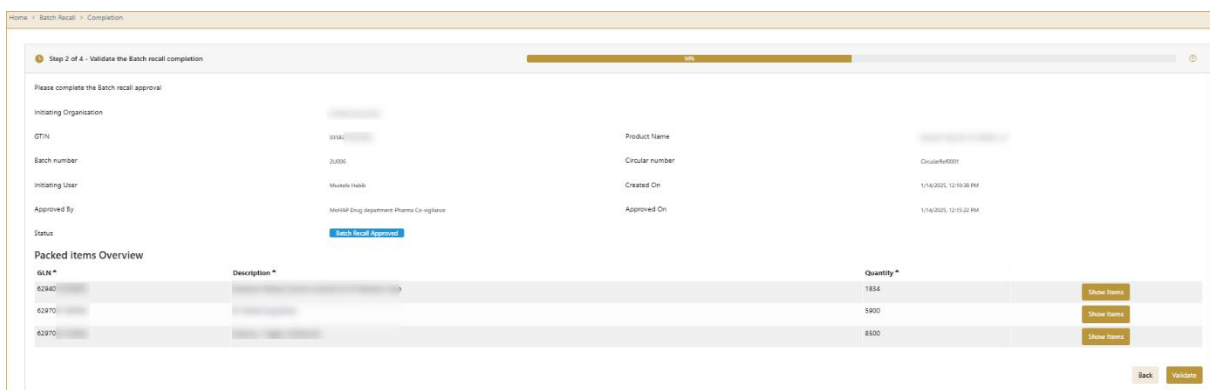 Home > Batch Recall > Completion
Step 2 of 4 - Validate the Batch recall completion 50%
Please complete the Batch recall approval
Initiating Organisation
GTIN Product Name
Batch number 2U006 Circular number CircularRef0001
Initiating User Mustafa Habib Created On 1/14/2025, 12:10:38 PM
Approved By MoHAP Drug department-Pharma Co-vigilance Approved On 1/14/2025, 12:15:22 PM
Status Batch Recall Approved
Packed items Overview
GLN Description Quantity
62940 1834 Show Items
62970 5900 Show Items
62970 8500 Show Items
Back Validate